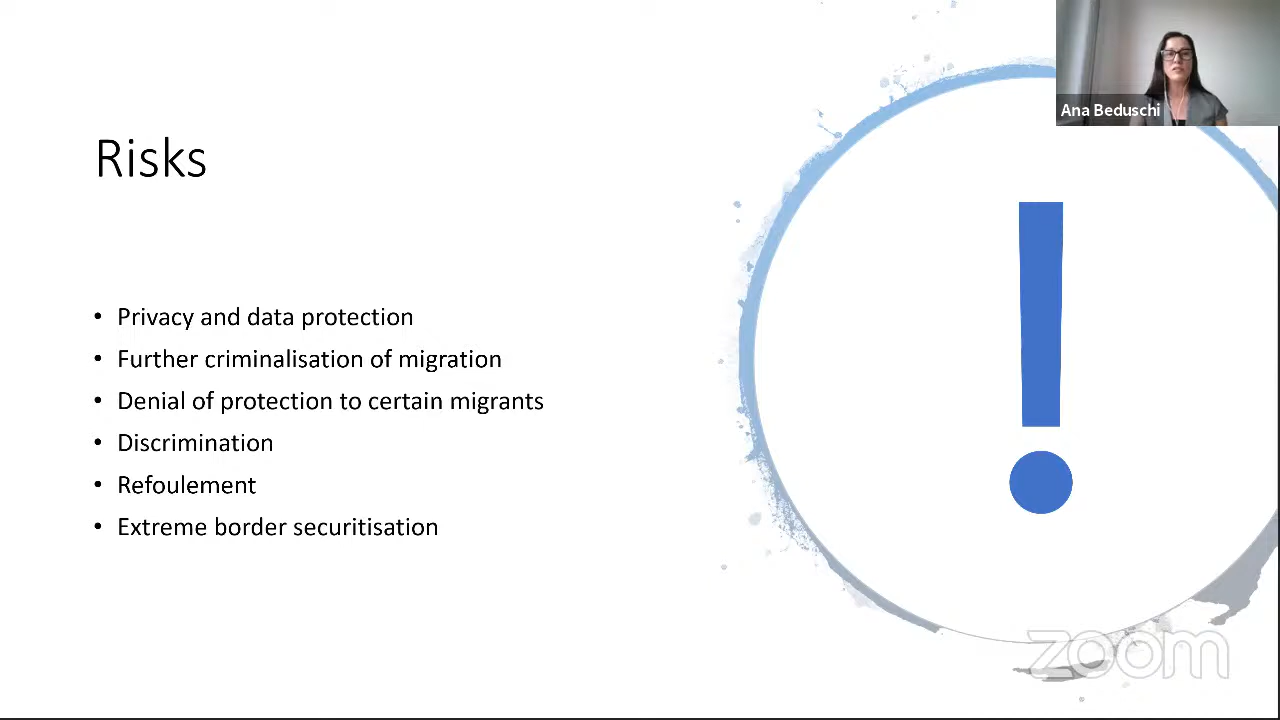 Ana Beduschi
Risks
• Privacy and data protection
• Further criminalisation of migration
• Denial of protection to certain migrants
• Discrimination
• Refoulement
• Extreme border securitisation
zoom